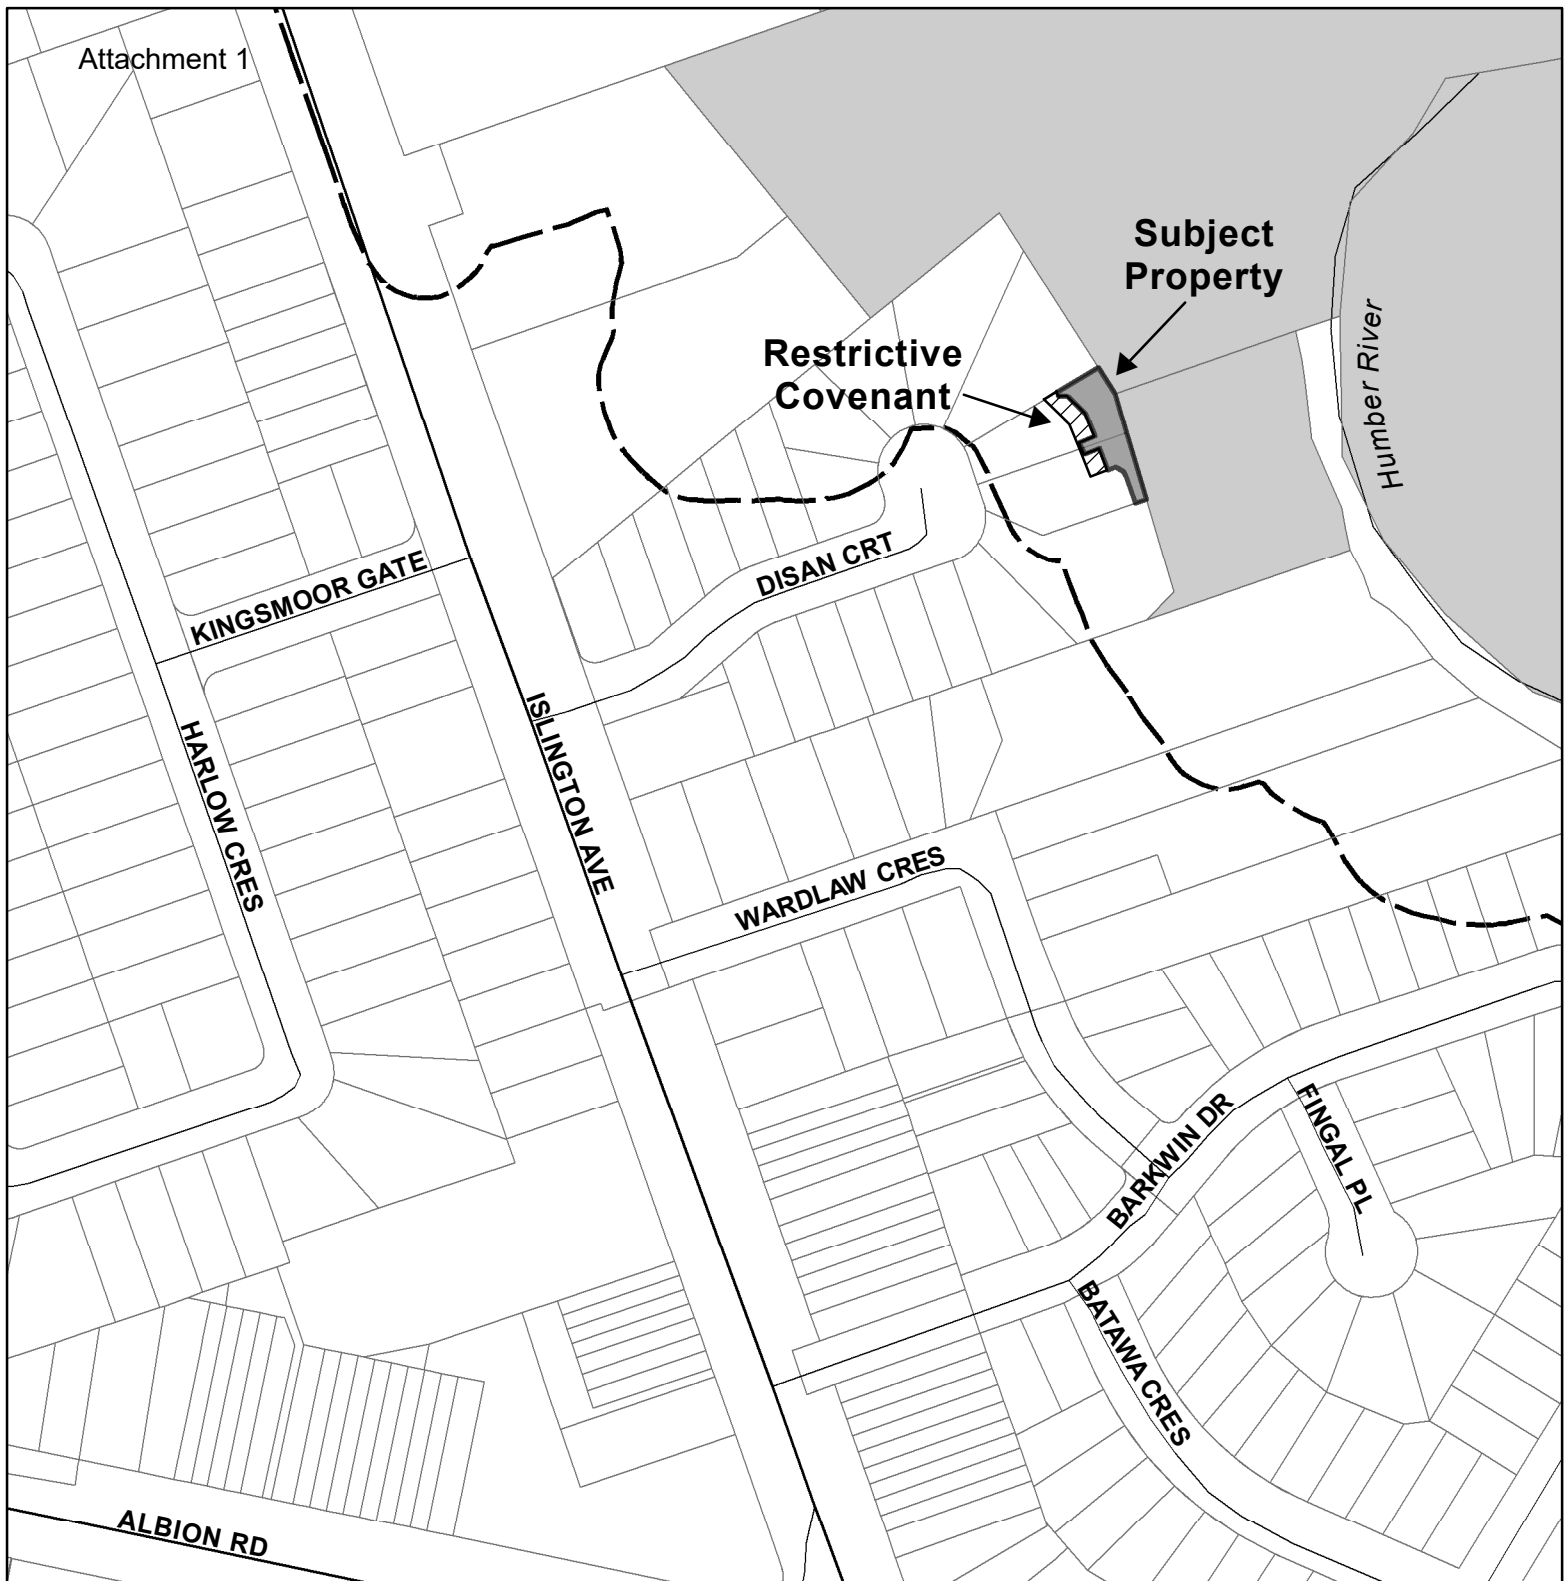 Attachment 1
Subject
Property
Restrictive
Covenant
Humber River
DISAN CRT
KINGSMOOR GATE
ISLINGTON AVE
HARLOW CRES
WARDLAW CRES
BARKWIN DR
FINGAL PL
BATAWA CRES
ALBION RD